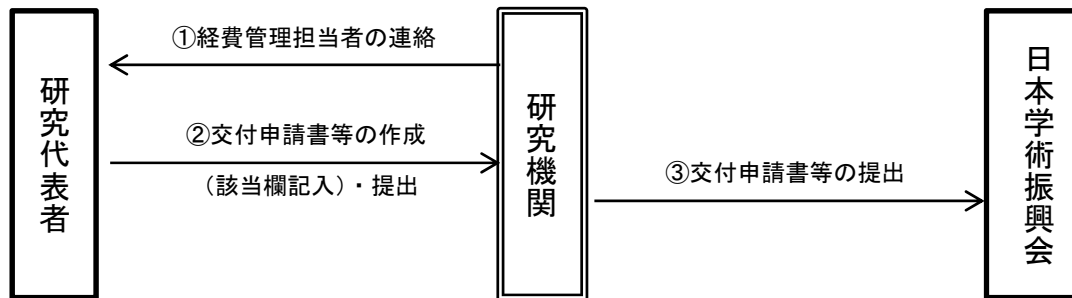 研究代表者
①経費管理担当者の連絡
②交付申請書等の作成
（該当欄記入）・提出
研究機関
③交付申請書等の提出
日本学術振興会